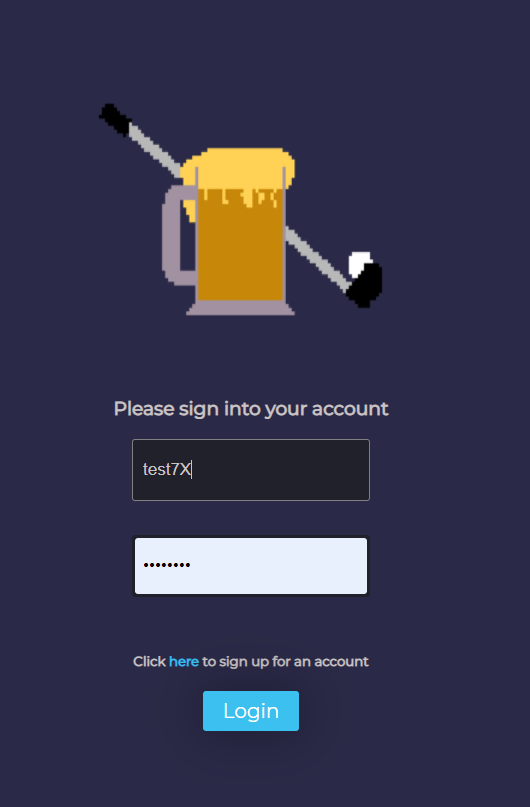 Please sign into your account
test7X
••••••••
Click here to sign up for an account
Login